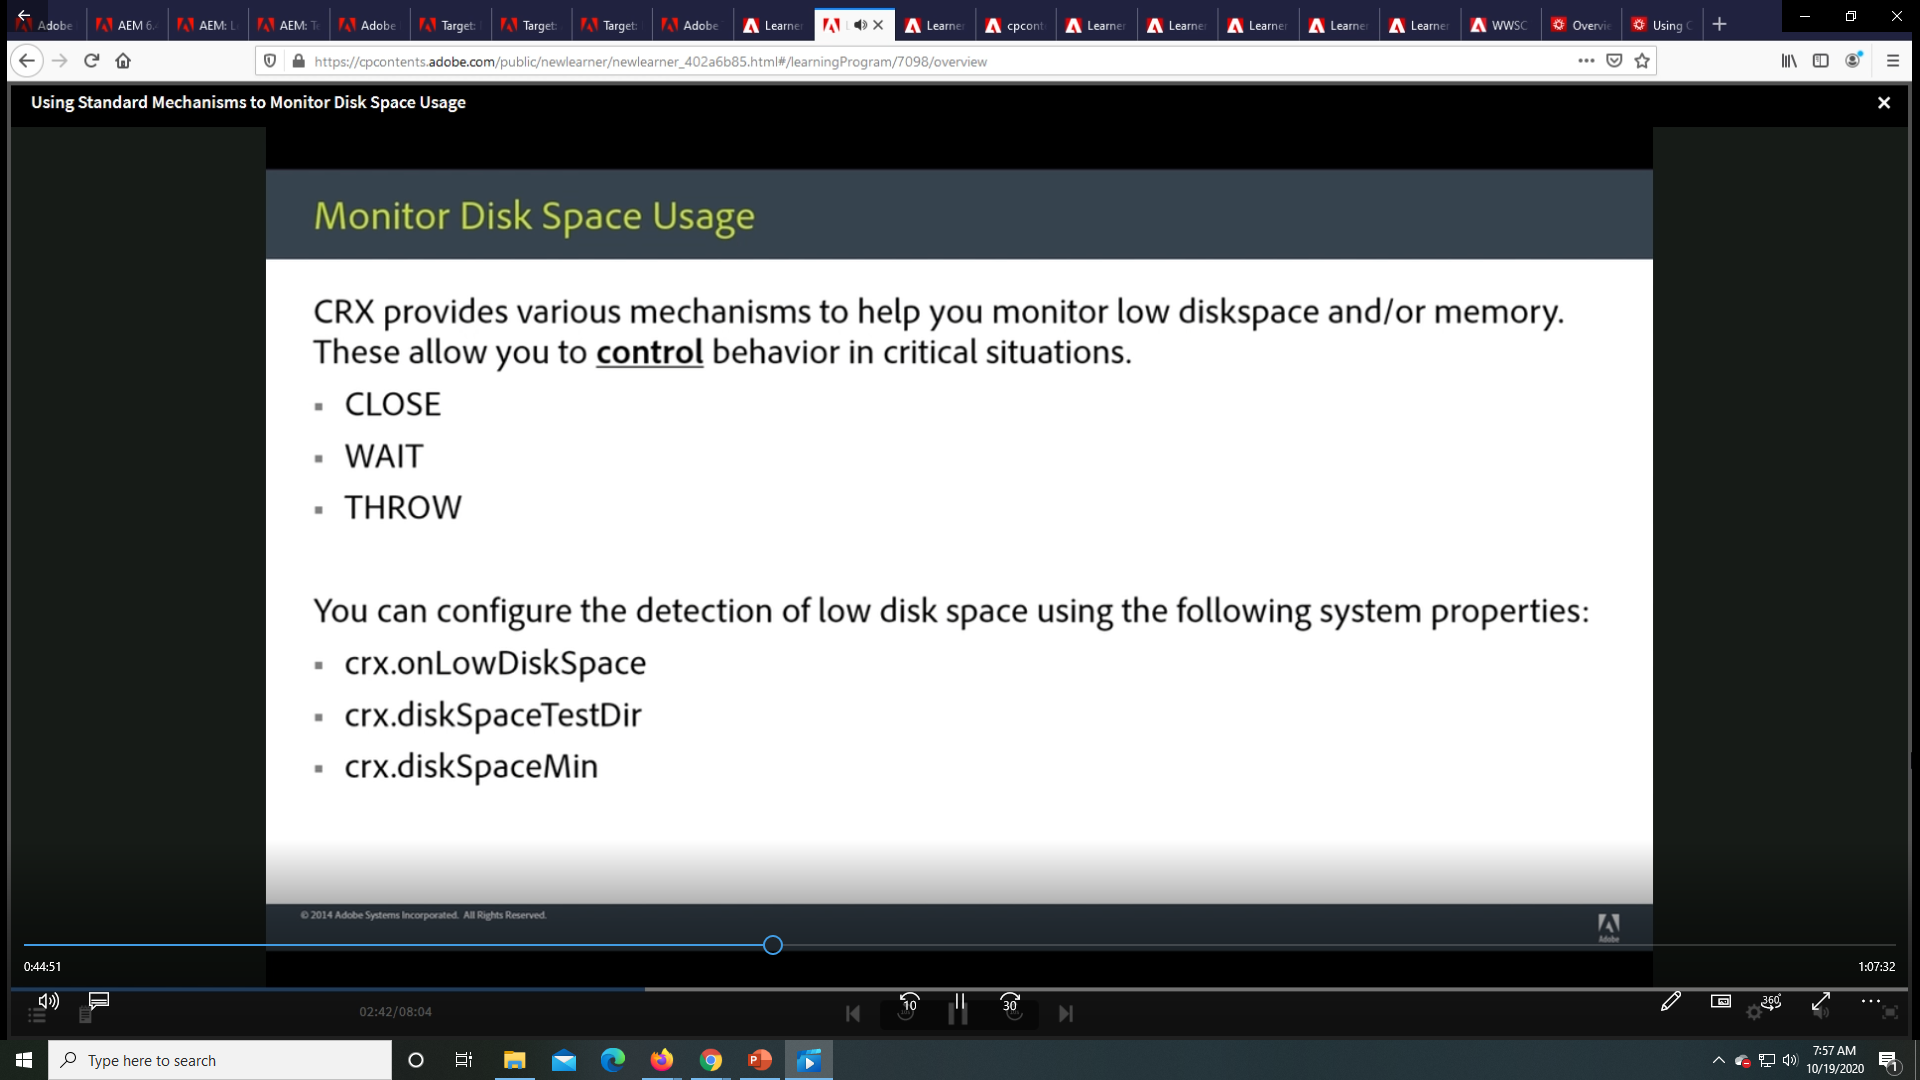 Adobe
AEM 6.
AEM: L
AEM: Te
Adobe
Target:
Target:
Target:
Adobe
Learner
Learner
cpcont
Learner
Learner
Learner
Learner
Learner
WWSC
Overvie
Using C
https://cpcontents.adobe.com/public/newlearner/newlearner_402a6b85.html#/learningProgram/7098/overview
Using Standard Mechanisms to Monitor Disk Space Usage
Monitor Disk Space Usage
CRX provides various mechanisms to help you monitor low diskspace and/or memory.
These allow you to control behavior in critical situations.
▪ CLOSE
▪ WAIT
▪ THROW
You can configure the detection of low disk space using the following system properties:
▪ crx.onLowDiskSpace
▪ crx.diskSpaceTestDir
▪ crx.diskSpaceMin
© 2014 Adobe Systems Incorporated. All Rights Reserved.
Adobe
0:44:51
1:07:32
02:42/08:04
10
30
360
Type here to search
7:57 AM
10/19/2020
1